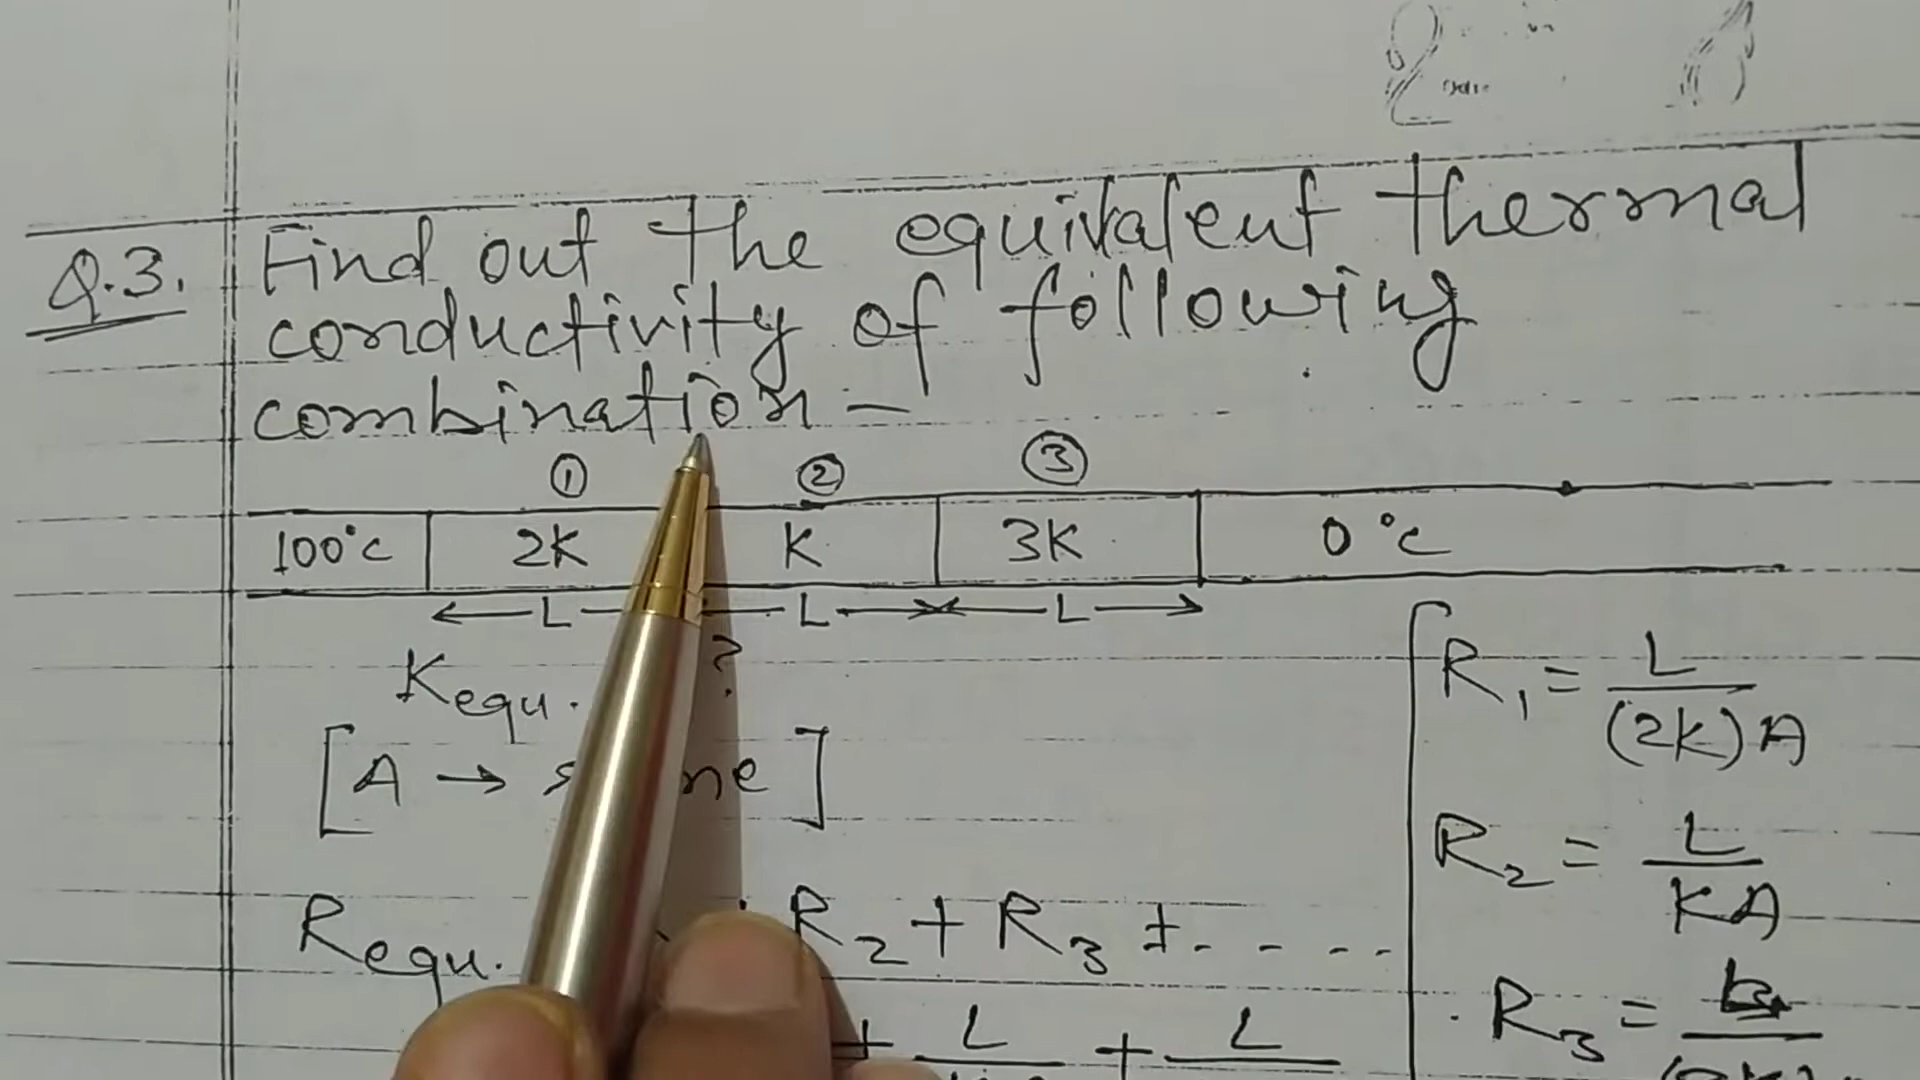 Q.3. Find out the equivalent thermal
conductivity of following
combination –
① ② ③
100°C 2K K 3K 0°C
L L L
Kequ. ?
[A →
R₁ = L / (2K)A
R₂ = L / KA
Requ. R₂ + R₃ + - - - -
R₃ =
+ L + L